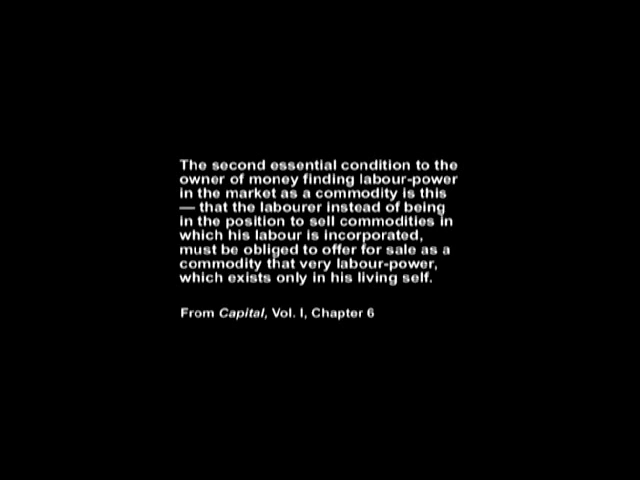 The second essential condition to the
owner of money finding labour-power
in the market as a commodity is this
— that the labourer instead of being
in the position to sell commodities in
which his labour is incorporated,
must be obliged to offer for sale as a
commodity that very labour-power,
which exists only in his living self.
From Capital, Vol. I, Chapter 6